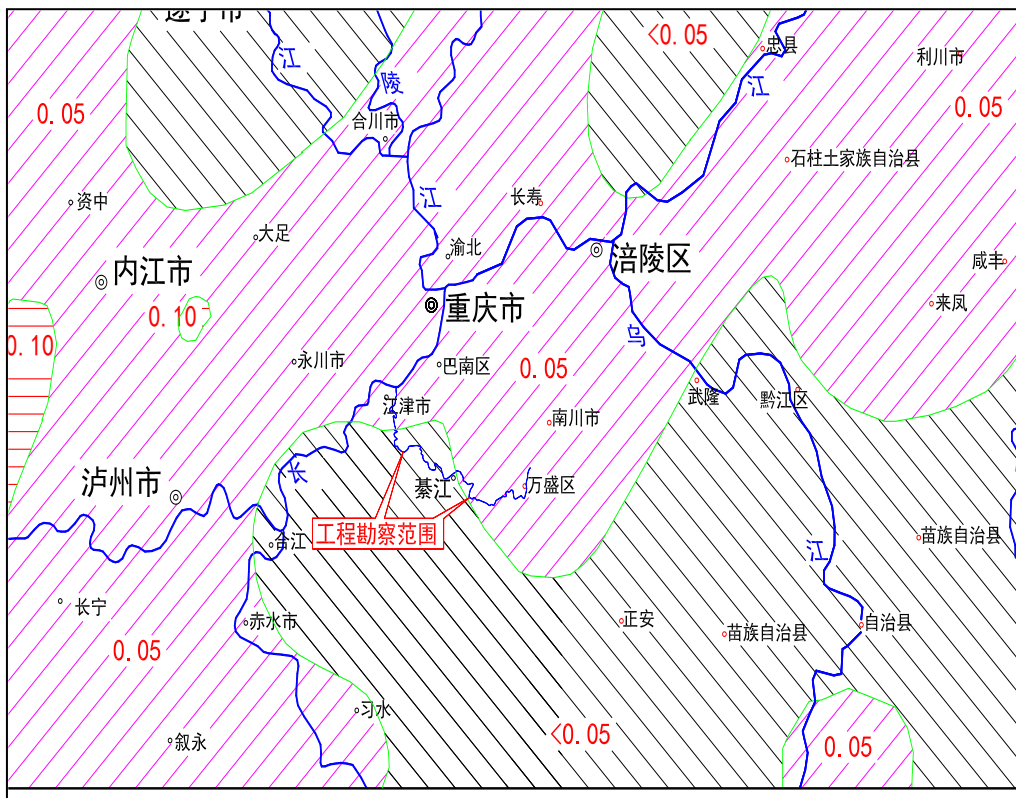 遂宁市
<0.05
忠县
利川市
江
陵
江
0.05
0.05
合川市
石柱土家族自治县
资中
江
长寿
大足
渝北
涪陵区
咸丰
内江市
重庆市
来凤
0.10
乌
0.10
永川市
巴南区
0.05
武隆
黔江区
江津市
南川市
长
泸州市
綦江
万盛区
工程勘察范围
苗族自治县
合江
江
长宁
赤水市
正安
苗族自治县
自治县
0.05
习水
叙永
<0.05
0.05